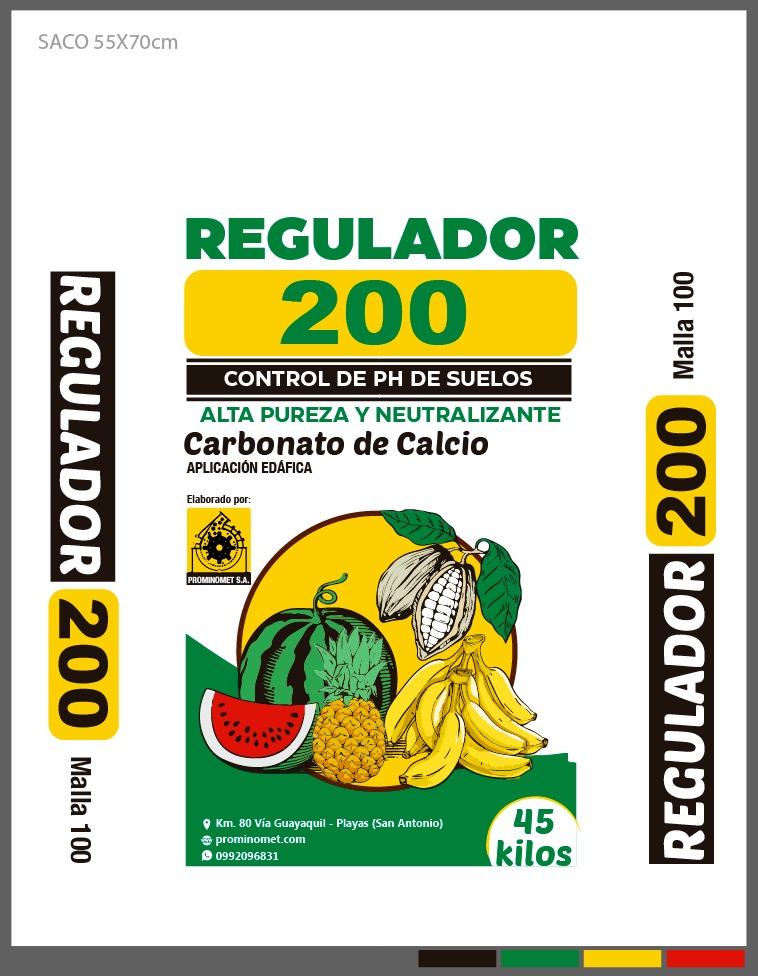 SACO 55X70cm
REGULADOR
200
CONTROL DE PH DE SUELOS
ALTA PUREZA Y NEUTRALIZANTE
Carbonato de Calcio
APLICACIÓN EDÁFICA
Elaborado por:
PROMINOMET S.A.
Km. 80 Vía Guayaquil - Playas (San Antonio)
prominomet.com
0992096831
45
kilos
REGULADOR
200
Malla 100
REGULADOR
200
Malla 100